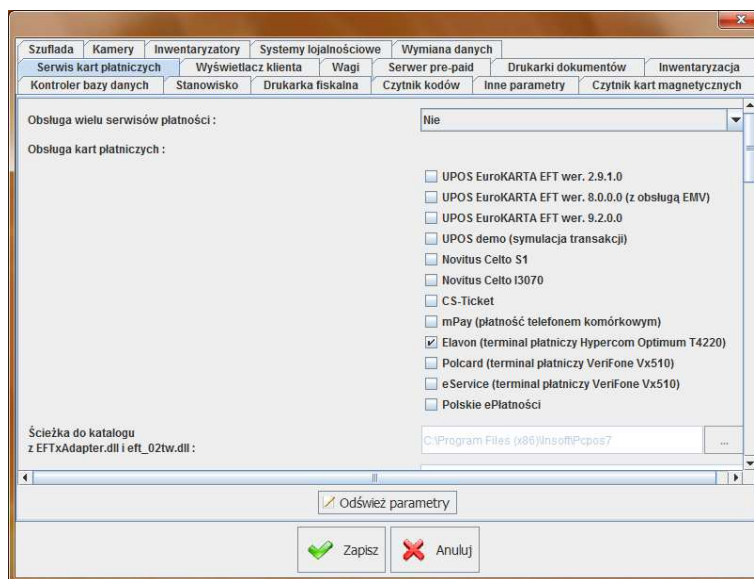 Szuflada Kamery Inwentaryzatory Systemy lojalnościowe Wymiana danych
Serwis kart płatniczych Wyświetlacz klienta Wagi Serwer pre-paid Drukarki dokumentów Inwentaryzacja
Kontroler bazy danych Stanowisko Drukarka fiskalna Czytnik kodów Inne parametry Czytnik kart magnetycznych
Obsługa wielu serwisów płatności : Nie
Obsługa kart płatniczych :
UPOS EuroKARTA EFT wer. 2.9.1.0
UPOS EuroKARTA EFT wer. 8.0.0.0 (z obsługą EMV)
UPOS EuroKARTA EFT wer. 9.2.0.0
UPOS demo (symulacja transakcji)
Novitus Celto S1
Novitus Celto I3070
CS-Ticket
mPay (płatność telefonem komórkowym)
Elavon (terminal płatniczy Hypercom Optimum T4220)
Polcard (terminal płatniczy VeriFone Vx510)
eService (terminal płatniczy VeriFone Vx510)
Polskie ePłatności
Ścieżka do katalogu
z EFTxAdapter.dll i eft_02tw.dll : C:\Program Files (x86)\Insoft\Pcpos7 ...
Odśwież parametry
Zapisz Anuluj